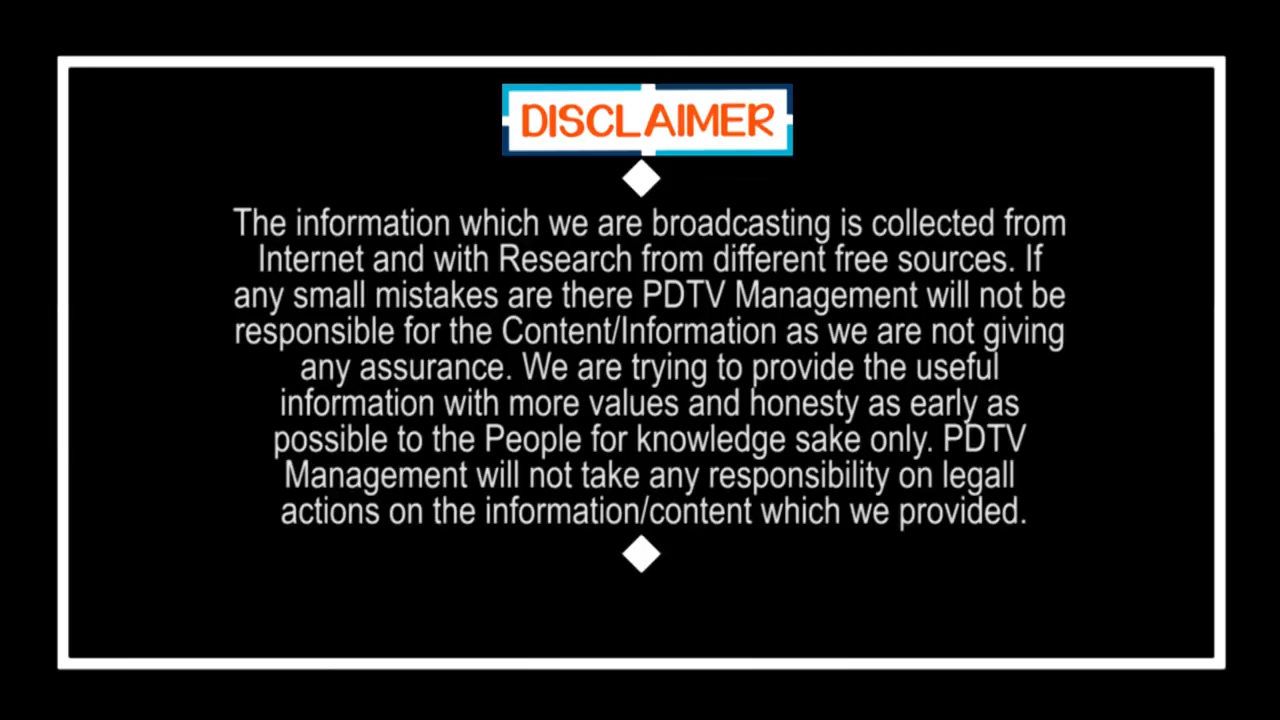 DISCLAIMER
The information which we are broadcasting is collected from
Internet and with Research from different free sources. If
any small mistakes are there PDTV Management will not be
responsible for the Content/Information as we are not giving
any assurance. We are trying to provide the useful
information with more values and honesty as early as
possible to the People for knowledge sake only. PDTV
Management will not take any responsibility on legall
actions on the information/content which we provided.